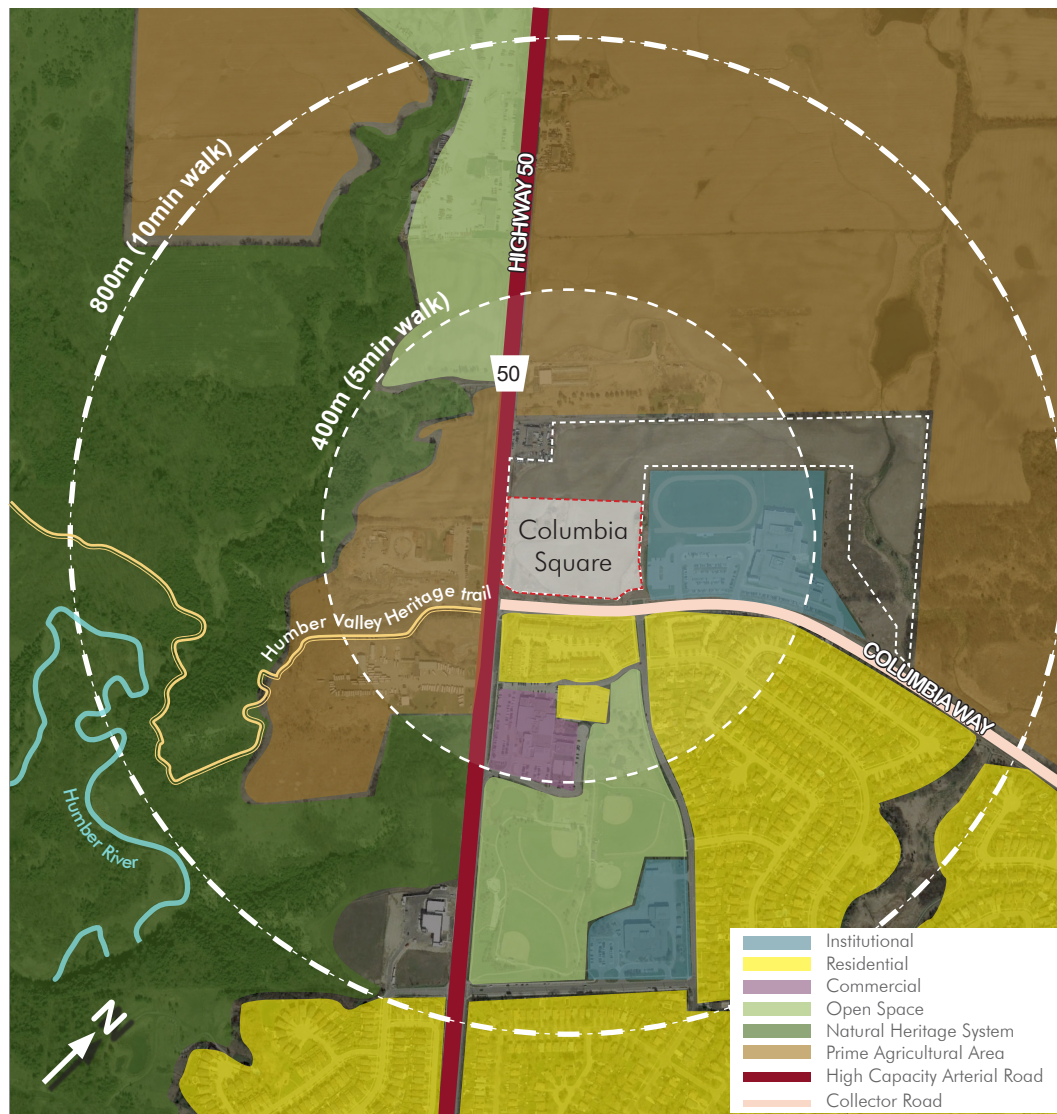 800m (10min walk)
HIGHWAY 50
400m (5min walk)
50
Columbia
Square
Humber Valley Heritage trail
COLUMBIA WAY
Humber River
N
Institutional
Residential
Commercial
Open Space
Natural Heritage System
Prime Agricultural Area
High Capacity Arterial Road
Collector Road